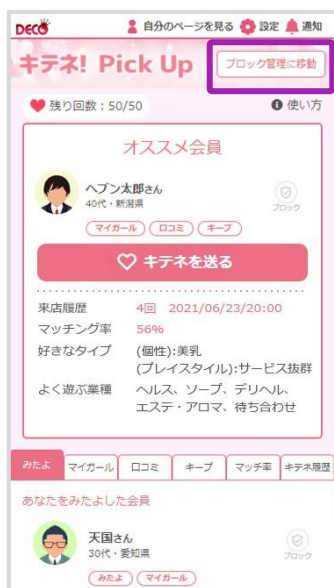 DECO 自分のページを見る 設定 通知
キテネ! Pick Up ブロック管理に移動
残り回数：50/50 使い方
オススメ会員
ヘブン太郎さん
40代・新潟県
ブロック
マイガール 口コミ キープ
キテネを送る
来店履歴 4回 2021/06/23/20:00
マッチング率 56%
好きなタイプ (個性):美乳
(プレイスタイル):サービス抜群
よく遊ぶ業種 ヘルス、ソープ、デリヘル、
エステ・アロマ、待ち合わせ
みたよ マイガール 口コミ キープ マッチ率 キテネ履歴
あなたをみたよした会員
天国さん
30代・愛知県
ブロック
みたよ マイガール